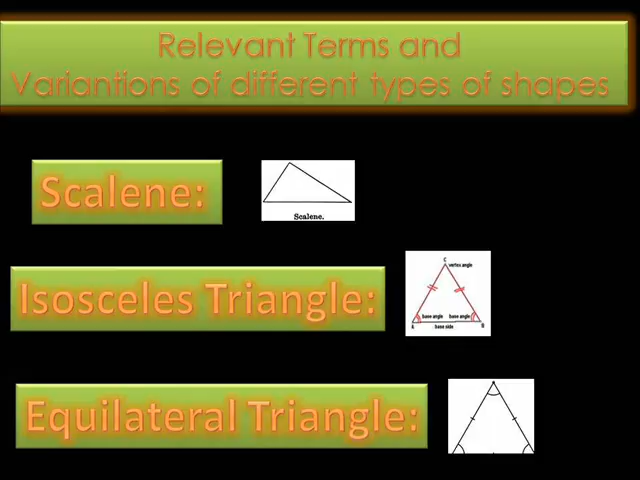 Relevant Terms and
Variantions of different types of shapes
Scalene:
Scalene.
Isosceles Triangle:
C
vertex angle
base angle base angle
A B
base side
Equilateral Triangle: